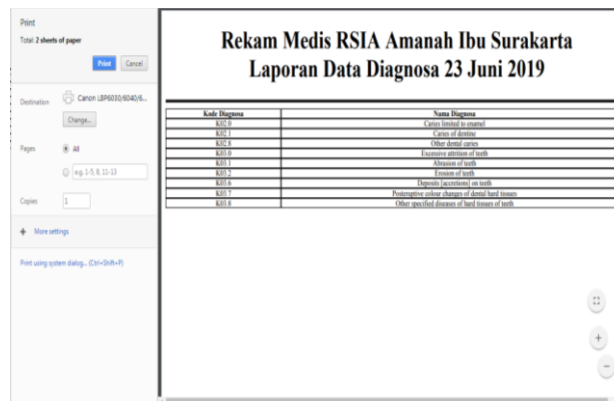 Print
Total: 2 sheets of paper
Print Cancel
Destination Canon LBP6030/6040/6...
Change...
Pages All
e.g. 1-5, 8, 11-13
Copies 1
+ More settings
Print using system dialog... (Ctrl+Shift+P)
Rekam Medis RSIA Amanah Ibu Surakarta
Laporan Data Diagnosa 23 Juni 2019
Kode Diagnosa Nama Diagnosa
K02.0 Caries limited to enamel
K02.1 Caries of dentine
K02.8 Other dental caries
K03.0 Excessive attrition of teeth
K03.1 Abrasion of teeth
K03.2 Erosion of teeth
K03.6 Deposits [accretions] on teeth
K03.7 Posteruptive colour changes of dental hard tissues
K03.8 Other specified diseases of hard tissues of teeth